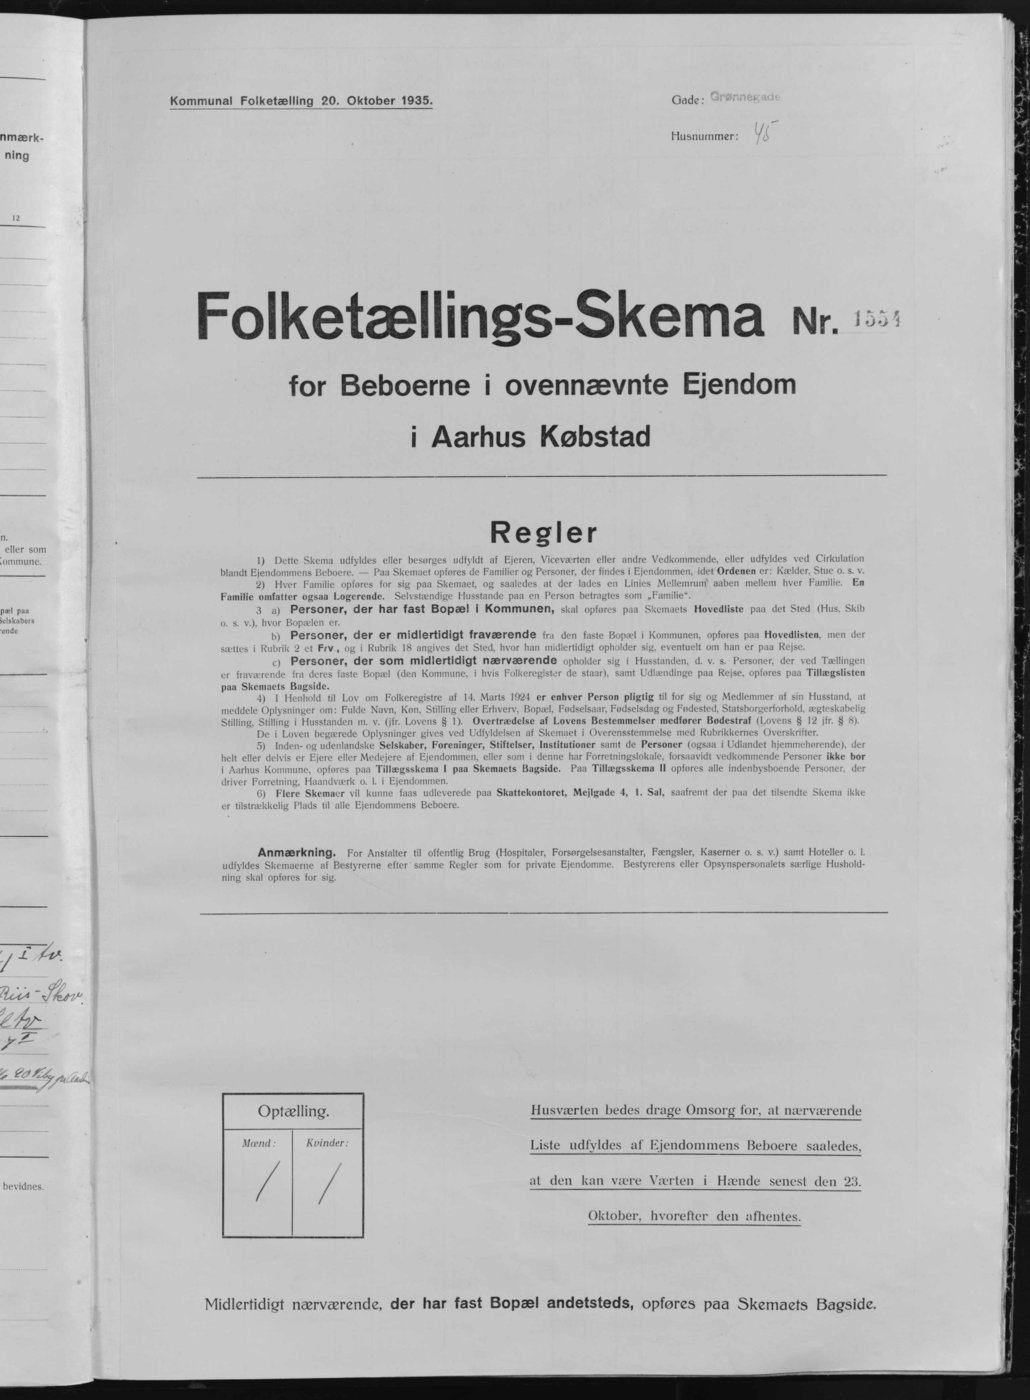 nmærk-
ning
12
n.
eller som
Kommune.
pæl paa
Selskabers
rende
I tv.
Riis-Skov.
bevidnes.
Kommunal Folketælling 20. Oktober 1935.
Gade: Grønnegade
Husnummer: 45
Folketællings-Skema Nr. 1554
for Beboerne i ovennævnte Ejendom
i Aarhus Købstad
Regler
1) Dette Skema udfyldes eller besørges udfyldt af Ejeren, Viceværten eller andre Vedkommende, eller udfyldes ved Cirkulation
blandt Ejendommens Beboere. — Paa Skemaet opføres de Familier og Personer, der findes i Ejendommen, idet Ordenen er: Kælder, Stue o. s. v.
2) Hver Familie opføres for sig paa Skemaet, og saaledes at der lades en Linies Mellemrum aaben mellem hver Familie. En
Familie omfatter ogsaa Logerende. Selvstændige Husstande paa en Person betragtes som „Familie“.
3 a) Personer, der har fast Bopæl i Kommunen, skal opføres paa Skemaets Hovedliste paa det Sted (Hus, Skib
o. s. v.), hvor Bopælen er.
b) Personer, der er midlertidigt fraværende fra den faste Bopæl i Kommunen, opføres paa Hovedlisten, men der
sættes i Rubrik 2 et Frv., og i Rubrik 18 angives det Sted, hvor han midlertidigt opholder sig, eventuelt om han er paa Rejse.
c) Personer, der som midlertidigt nærværende opholder sig i Husstanden, d. v. s. Personer, der ved Tællingen
er fraværende fra deres faste Bopæl (den Kommune, i hvis Folkeregister de staar), samt Udlændinge paa Rejse, opføres paa Tillægslisten
paa Skemaets Bagside.
4) I Henhold til Lov om Folkeregistre af 14. Marts 1924 er enhver Person pligtig til for sig og Medlemmer af sin Husstand, at
meddele Oplysninger om: Fulde Navn, Køn, Stilling eller Erhverv, Bopæl, Fødselsaar, Fødselsdag og Fødested, Statsborgerforhold, ægteskabelig
Stilling, Stilling i Husstanden m. v. (jfr. Lovens § 1). Overtrædelse af Lovens Bestemmelser medfører Bødestraf (Lovens § 12 jfr. § 8).
De i Loven begærede Oplysninger gives ved Udfyldelsen af Skemaet i Overensstemmelse med Rubrikkernes Overskrifter.
5) Inden- og udenlandske Selskaber, Foreninger, Stiftelser, Institutioner samt de Personer (ogsaa i Udlandet hjemmehørende), der
helt eller delvis er Ejere eller Medejere af Ejendommen, eller som i denne har Forretningslokale, forsaavidt vedkommende Personer ikke bor
i Aarhus Kommune, opføres paa Tillægsskema I paa Skemaets Bagside. Paa Tillægsskema II opføres alle indenbysboende Personer, der
driver Forretning, Haandværk o. l. i Ejendommen.
6) Flere Skemaer vil kunne faas udleverede paa Skattekontoret, Mejlgade 4, 1. Sal, saafremt der paa det tilsendte Skema ikke
er tilstrækkelig Plads til alle Ejendommens Beboere.
Anmærkning. For Anstalter til offentlig Brug (Hospitaler, Forsørgelsesanstalter, Fængsler, Kaserner o. s. v.) samt Hoteller o. l.
udfyldes Skemaerne af Bestyrerne efter samme Regler som for private Ejendomme. Bestyrerens eller Opsynspersonalets særlige Hushold-
ning skal opføres for sig.
Optælling.
Mænd: Kvinder:
/ /
Husværten bedes drage Omsorg for, at nærværende
Liste udfyldes af Ejendommens Beboere saaledes,
at den kan være Værten i Hænde senest den 23.
Oktober, hvorefter den afhentes.
Midlertidigt nærværende, der har fast Bopæl andetsteds, opføres paa Skemaets Bagside.